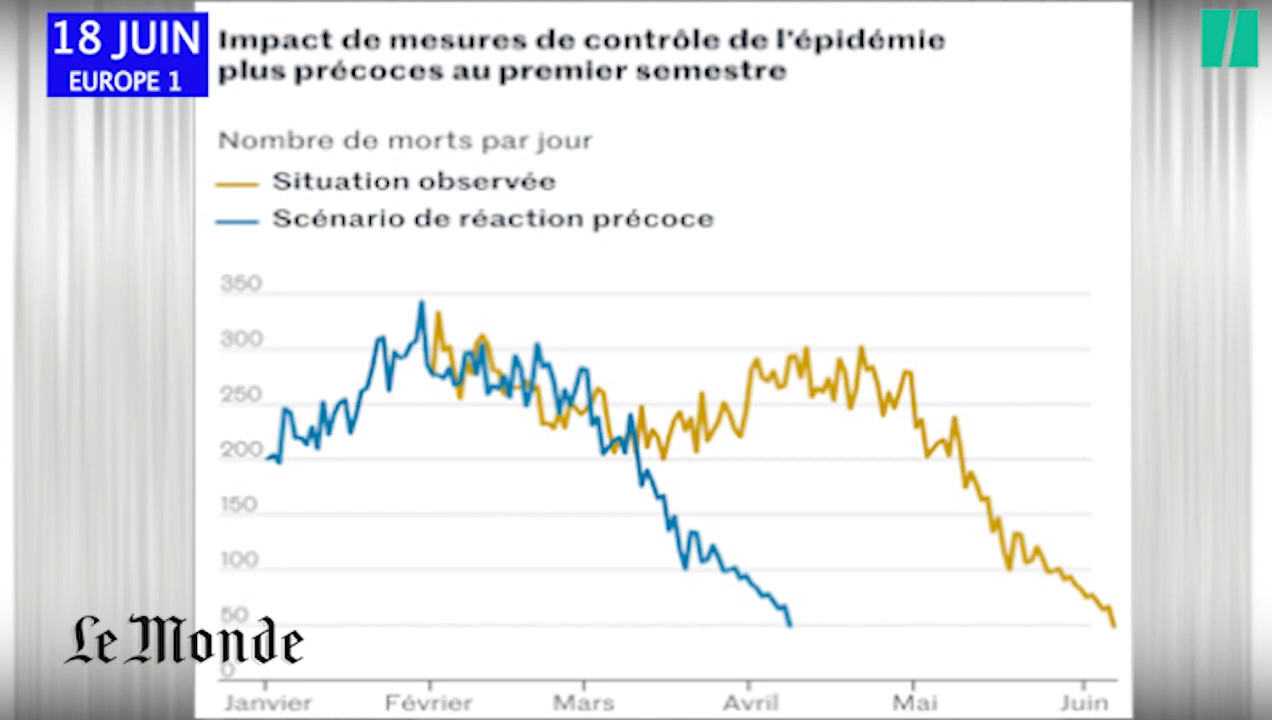 18 JUIN
EUROPE 1
Impact de mesures de contrôle de l'épidémie
plus précoces au premier semestre
Nombre de morts par jour
Situation observée
Scénario de réaction précoce
350
300
250
200
150
100
50
0
Le Monde
Janvier Février Mars Avril Mai Juin